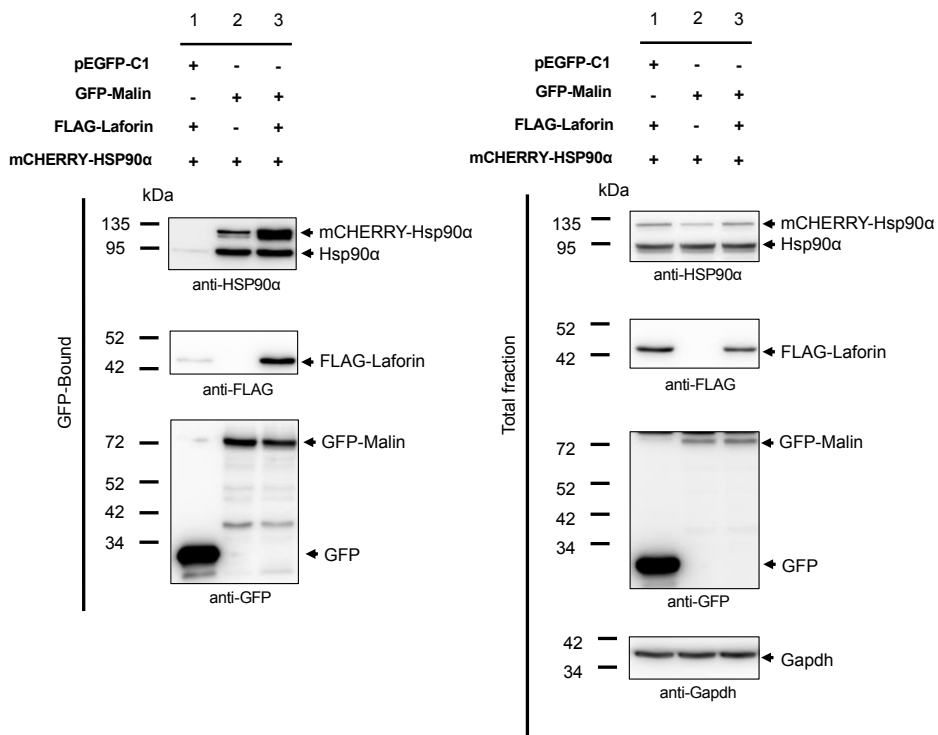 1 2 3
pEGFP-C1 + - -
GFP-Malin - + +
FLAG-Laforin + - +
mCHERRY-HSP90α + + +
kDa
135
95
mCHERRY-Hsp90α
Hsp90α
anti-HSP90α
52
42
FLAG-Laforin
anti-FLAG
72
52
42
34
GFP-Malin
GFP
anti-GFP
GFP-Bound
1 2 3
pEGFP-C1 + - -
GFP-Malin - + +
FLAG-Laforin + - +
mCHERRY-HSP90α + + +
kDa
135
95
mCHERRY-Hsp90α
Hsp90α
anti-HSP90α
52
42
FLAG-Laforin
anti-FLAG
72
52
42
34
GFP-Malin
GFP
anti-GFP
42
34
Gapdh
anti-Gapdh
Total fraction